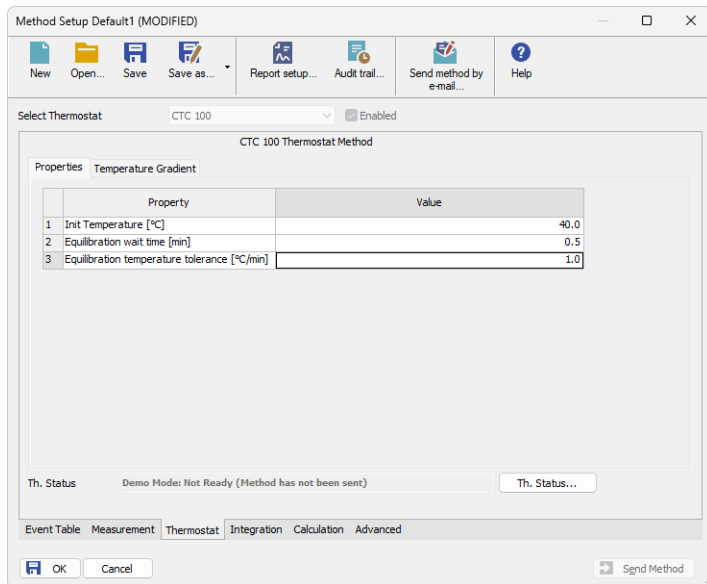 Method Setup Default1 (MODIFIED)
New Open... Save Save as... Report setup... Audit trail... Send method by e-mail... Help
Select Thermostat CTC 100 Enabled
CTC 100 Thermostat Method
Properties Temperature Gradient
Property Value
1 Init Temperature [°C] 40.0
2 Equilibration wait time [min] 0.5
3 Equilibration temperature tolerance [°C/min] 1.0
Th. Status Demo Mode: Not Ready (Method has not been sent) Th. Status...
Event Table Measurement Thermostat Integration Calculation Advanced
OK Cancel Send Method